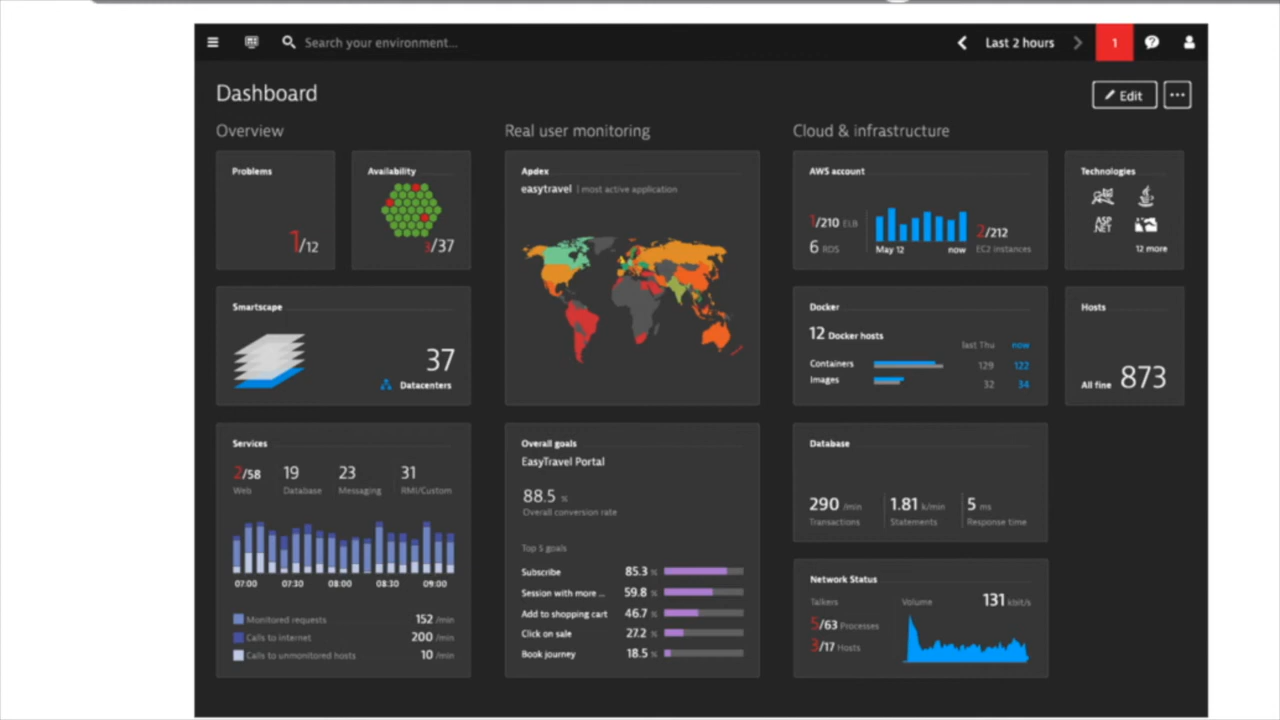 Search your environment...
Last 2 hours
1
Dashboard
Edit
Overview
Real user monitoring
Cloud & infrastructure
Problems
1/12
Availability
3/37
Apdex
easytravel | most active application
AWS account
1/210 ELB
6 RDS
May 12
now
2/212
EC2 instances
Technologies
ASP
.NET
12 more
Smartscape
37
Datacenters
Docker
12 Docker hosts
last Thu now
Containers 129 122
Images 32 34
Hosts
All fine 873
Services
2/58 19 23 31
Web Database Messaging RMI/Custom
07:00 07:30 08:00 08:30 09:00
Monitored requests 152 /min
Calls to internet 200 /min
Calls to unmonitored hosts 10 /min
Overall goals
EasyTravel Portal
88.5 %
Overall conversion rate
Top 5 goals
Subscribe 85.3 %
Session with more ... 59.8 %
Add to shopping cart 46.7 %
Click on sale 27.2 %
Book journey 18.5 %
Database
290 /min 1.81 k/min 5 ms
Transactions Statements Response time
Network Status
Talkers
5/63 Processes
3/17 Hosts
Volume 131 kbit/s